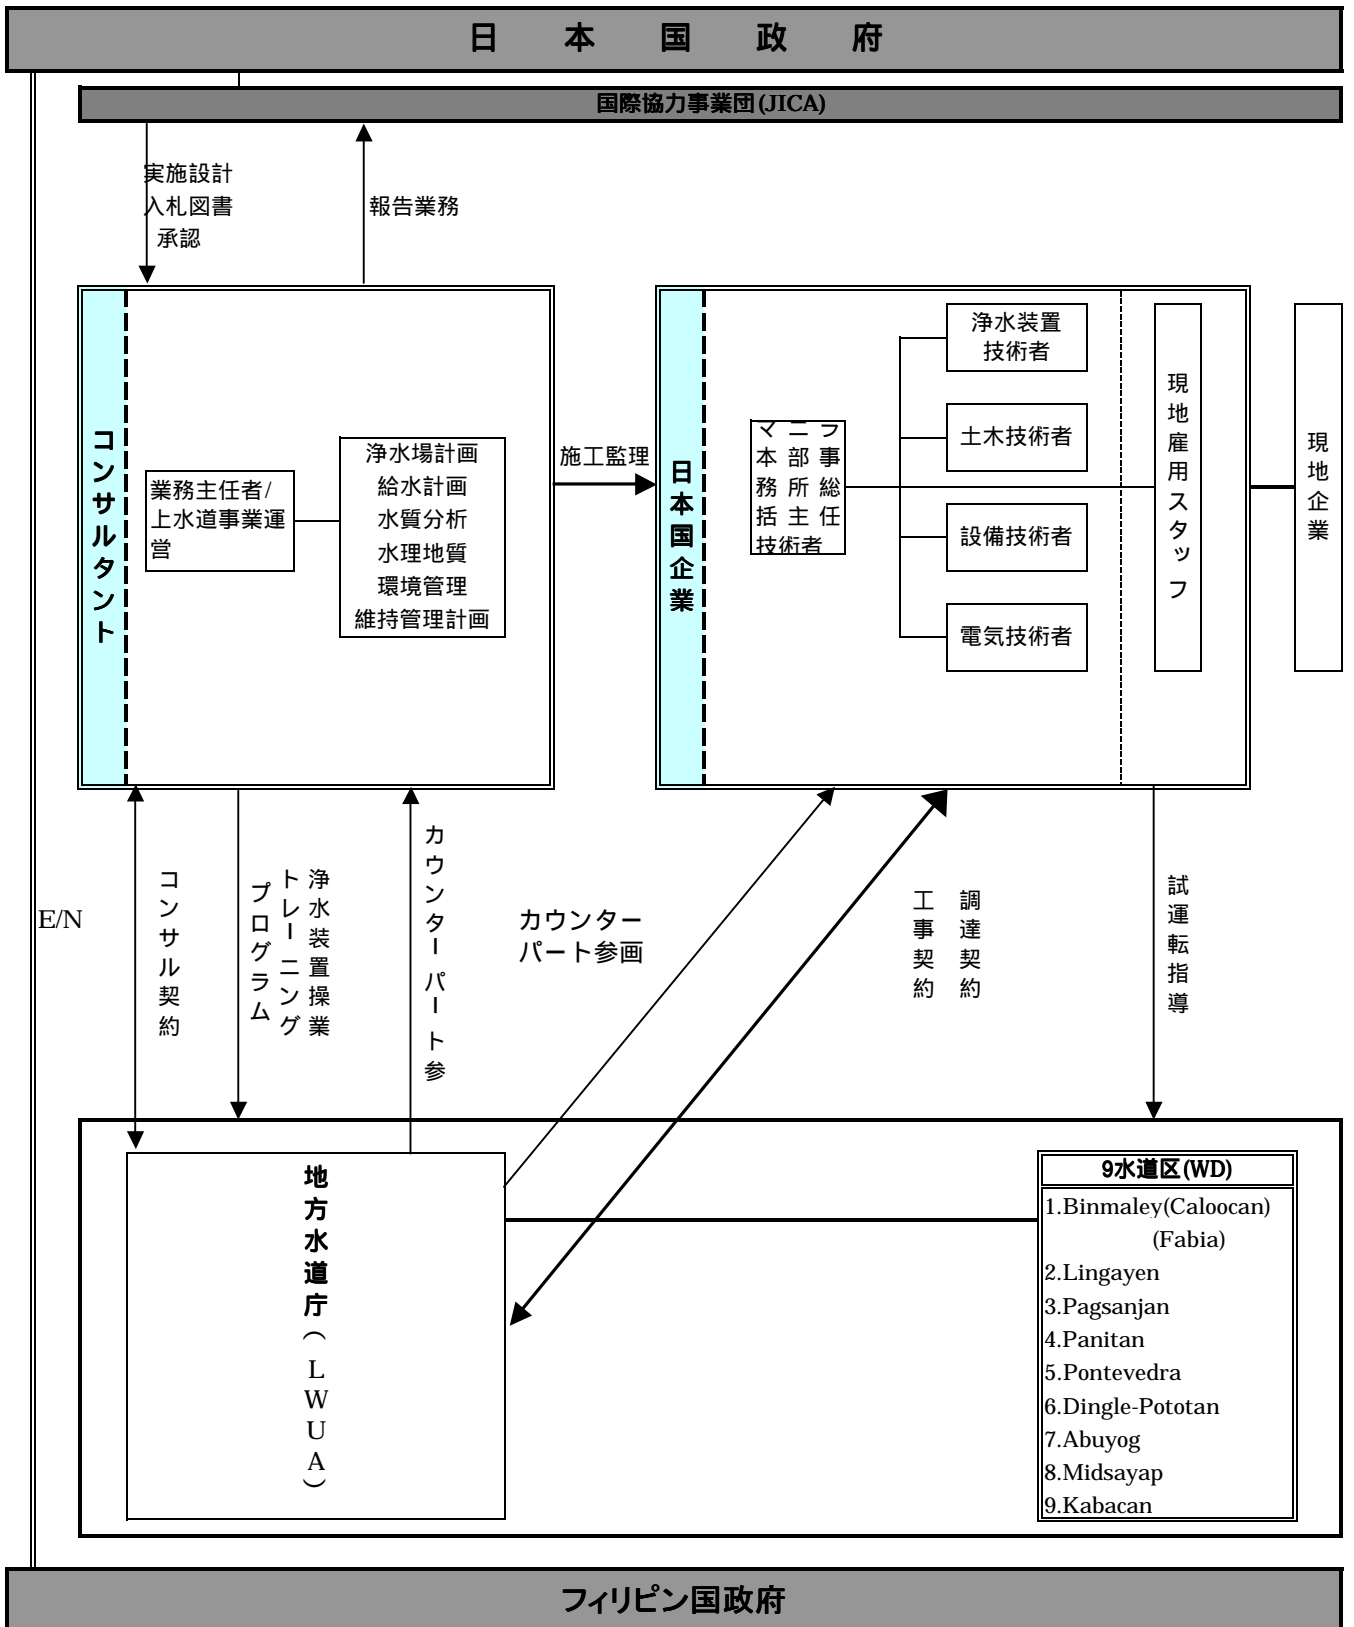 日本国政府
国際協力事業団(JICA)
実施設計
入札図書
承認
報告業務
コンサルタント
業務主任者/
上水道事業運
営
浄水場計画
給水計画
水質分析
水理地質
環境管理
維持管理計画
施工監理
日本国企業
マニラ
本部事
務所総
括主任
技術者
浄水装置
技術者
土木技術者
設備技術者
電気技術者
現地雇用スタッフ
現地企業
E/N
コンサル契約
浄水装置操業
トレーニング
プログラム
カウンターパート参
カウンター
パート参画
調達契約
工事契約
試運転指導
地方水道庁(LWUA)
9水道区(WD)
1.Binmaley(Caloocan)
(Fabia)
2.Lingayen
3.Pagsanjan
4.Panitan
5.Pontevedra
6.Dingle-Pototan
7.Abuyog
8.Midsayap
9.Kabacan
フィリピン国政府